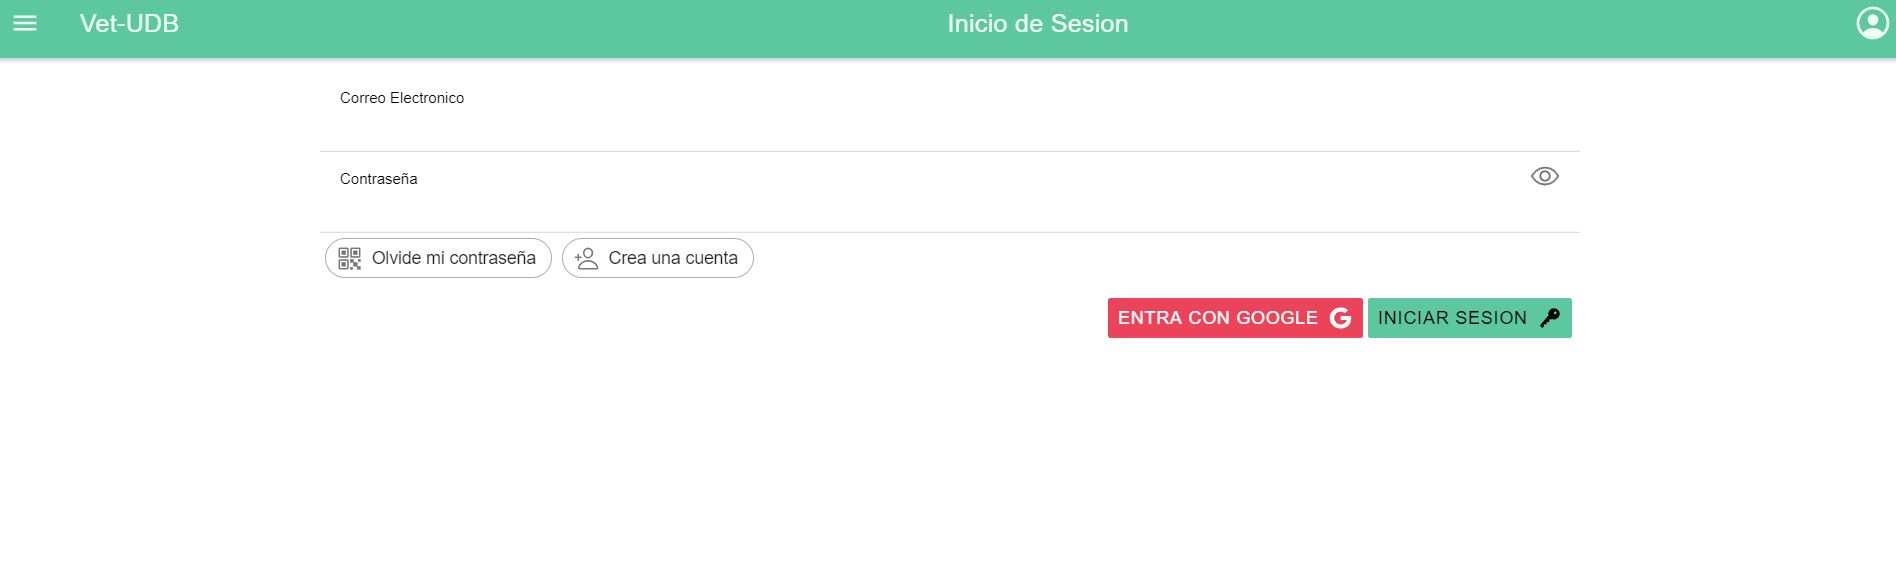 Vet-UDB
Inicio de Sesion
Correo Electronico
Contraseña
Olvide mi contraseña
Crea una cuenta
ENTRA CON GOOGLE
INICIAR SESION